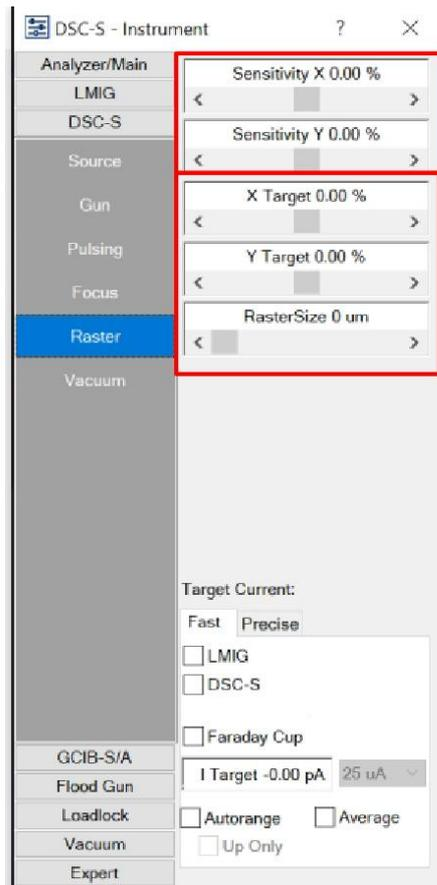 DSC-S - Instrument ?
Analyzer/Main
LMIG
DSC-S
Source
Gun
Pulsing
Focus
Raster
Vacuum
GCIB-S/A
Flood Gun
Loadlock
Vacuum
Expert
Sensitivity X 0.00 %
Sensitivity Y 0.00 %
X Target 0.00 %
Y Target 0.00 %
RasterSize 0 um
Target Current:
Fast Precise
LMIG
DSC-S
Faraday Cup
I Target -0.00 pA 25 uA
Autorange Average
Up Only